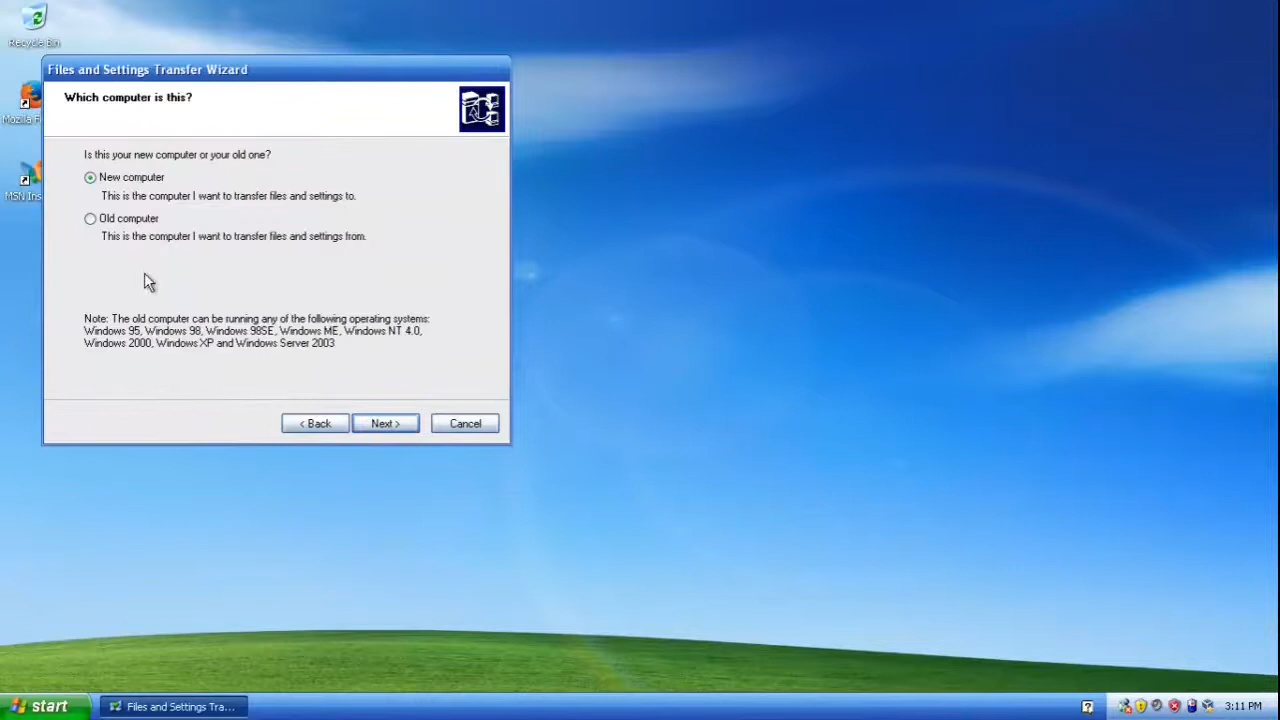 Recycle Bin
Files and Settings Transfer Wizard
Which computer is this?
Mozilla F
MSN Ins
Is this your new computer or your old one?
New computer
This is the computer I want to transfer files and settings to.
Old computer
This is the computer I want to transfer files and settings from.
Note: The old computer can be running any of the following operating systems:
Windows 95, Windows 98, Windows 98SE, Windows ME, Windows NT 4.0,
Windows 2000, Windows XP and Windows Server 2003
< Back
Next >
Cancel
start
Files and Settings Tra...
3:11 PM